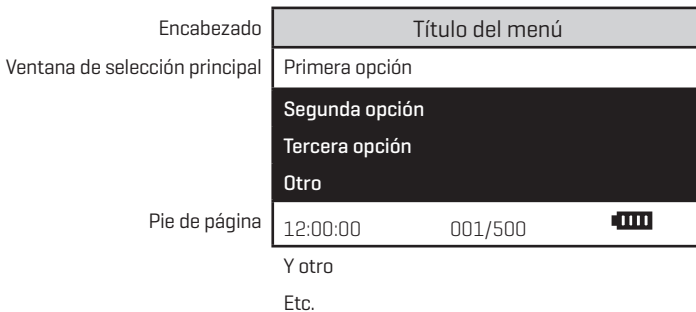 Encabezado
Título del menú
Ventana de selección principal
Primera opción
Segunda opción
Tercera opción
Otro
Pie de página
12:00:00 001/500
Y otro
Etc.